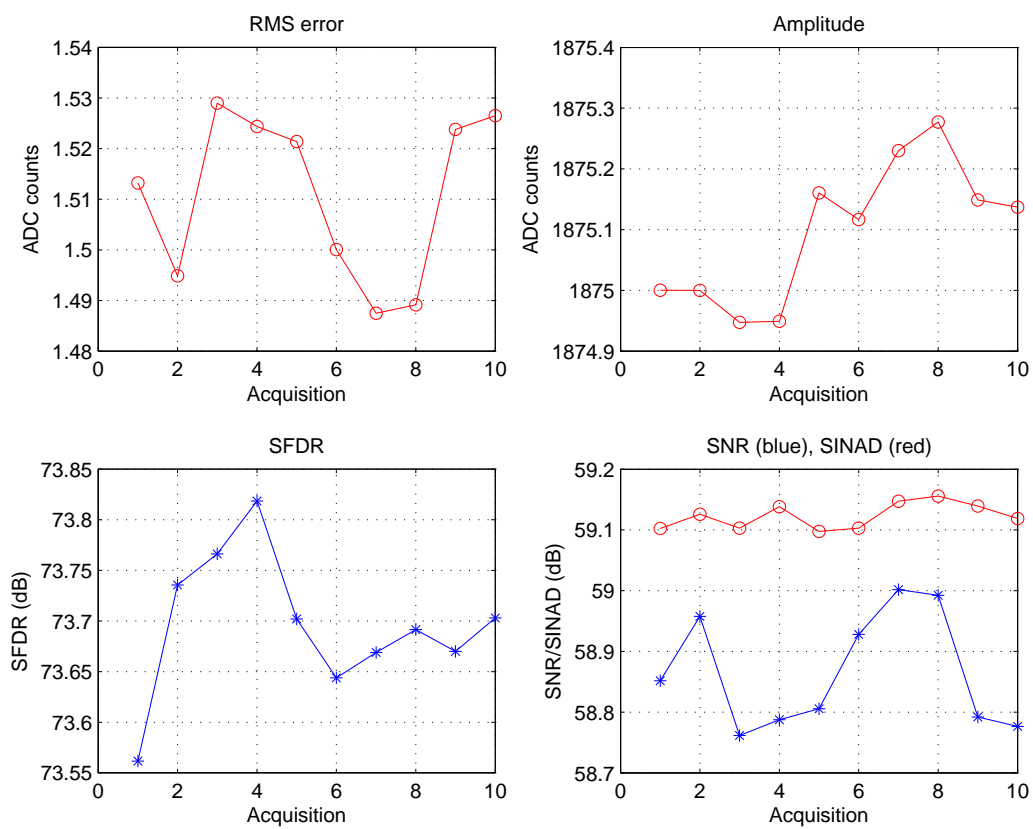 RMS error
1.54
1.53
1.52
1.51
1.5
1.49
1.48
ADC counts
0 2 4 6 8 10
Acquisition
Amplitude
1875.4
1875.3
1875.2
1875.1
1875
1874.9
ADC counts
0 2 4 6 8 10
Acquisition
SFDR
73.85
73.8
73.75
73.7
73.65
73.6
73.55
SFDR (dB)
0 2 4 6 8 10
Acquisition
SNR (blue), SINAD (red)
59.2
59.1
59
58.9
58.8
58.7
SNR/SINAD (dB)
0 2 4 6 8 10
Acquisition